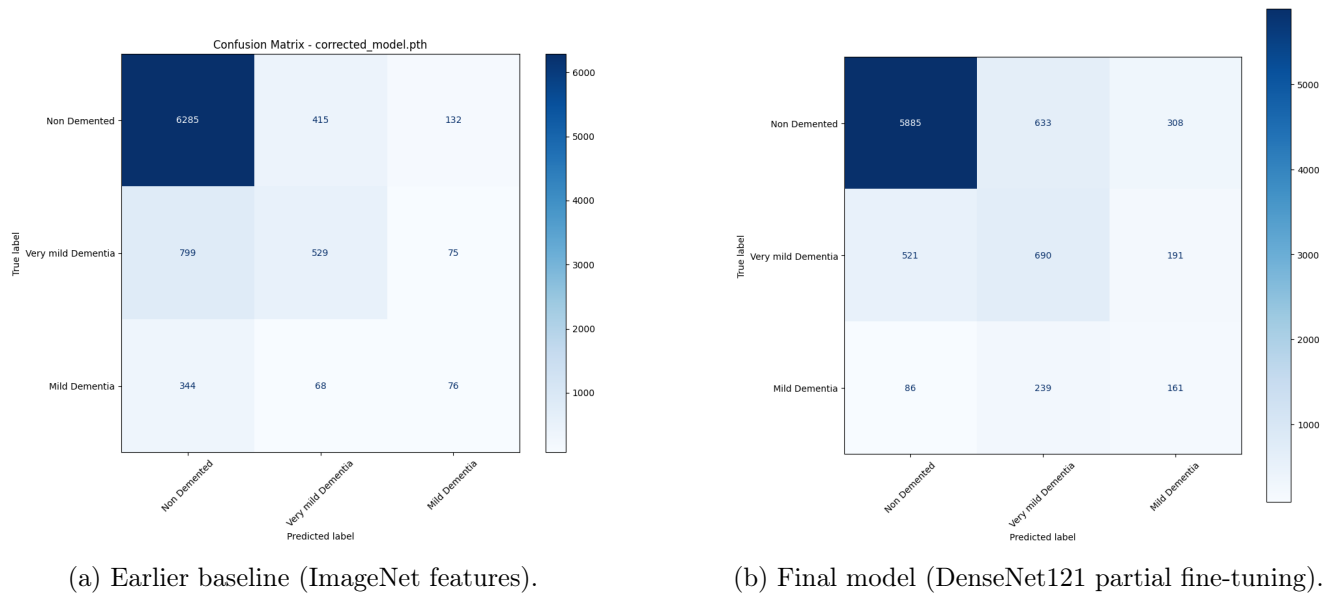 Confusion Matrix - corrected_model.pth
True label
Non Demented
Very mild Dementia
Mild Dementia
6285 415 132
799 529 75
344 68 76
Non Demented
Very mild Dementia
Mild Dementia
Predicted label
6000
5000
4000
3000
2000
1000
(a) Earlier baseline (ImageNet features).
True label
Non Demented
Very mild Dementia
Mild Dementia
5885 633 308
521 690 191
86 239 161
Non Demented
Very mild Dementia
Mild Dementia
Predicted label
5000
4000
3000
2000
1000
(b) Final model (DenseNet121 partial fine-tuning).